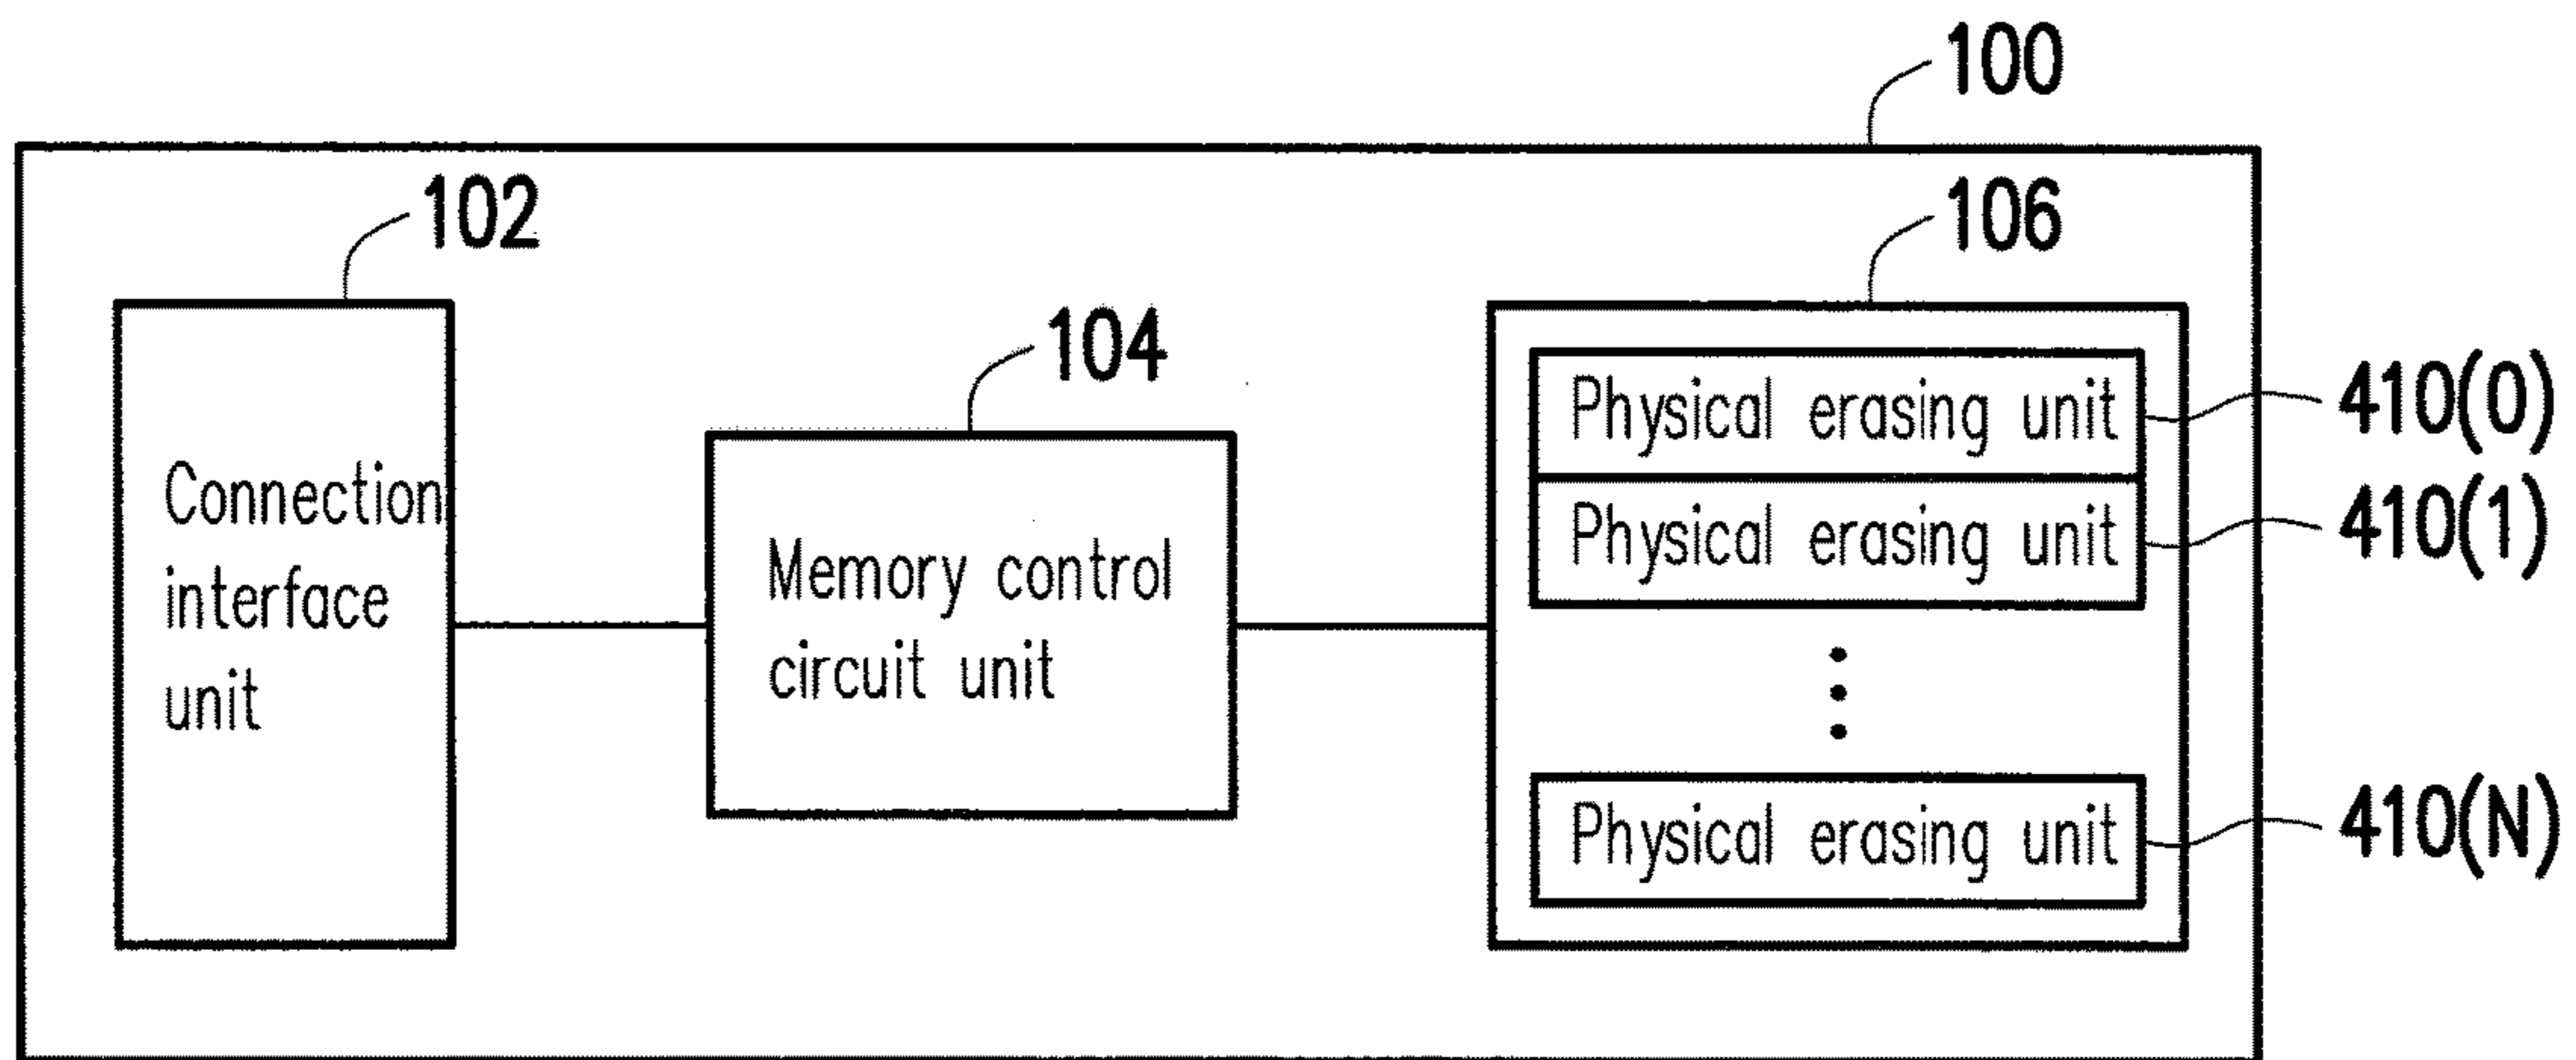 100
102
106
104
Physical erasing unit
410(0)
Physical erasing unit
410(1)
Connection
interface
unit
Memory control
circuit unit
Physical erasing unit
410(N)